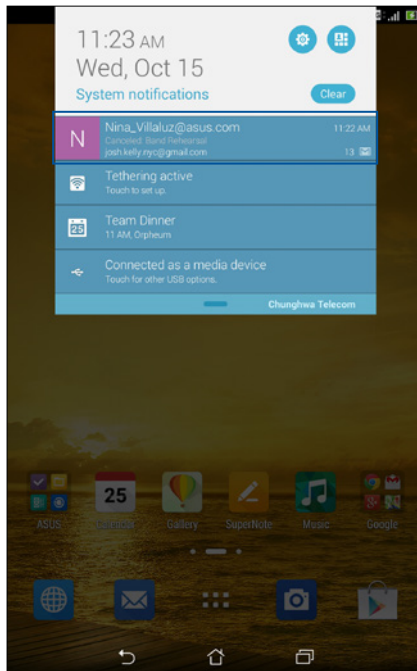 11:23 AM
Wed, Oct 15
System notifications
Clear
N
Nina_Villaluz@asus.com
11:22 AM
Canceled: Band Rehearsal
josh.kelly.nyc@gmail.com
13
Tethering active
Touch to set up.
25
Team Dinner
11 AM, Orpheum
Connected as a media device
Touch for other USB options.
Chunghwa Telecom
25
ASUS
Calendar
Gallery
SuperNote
Music
Google